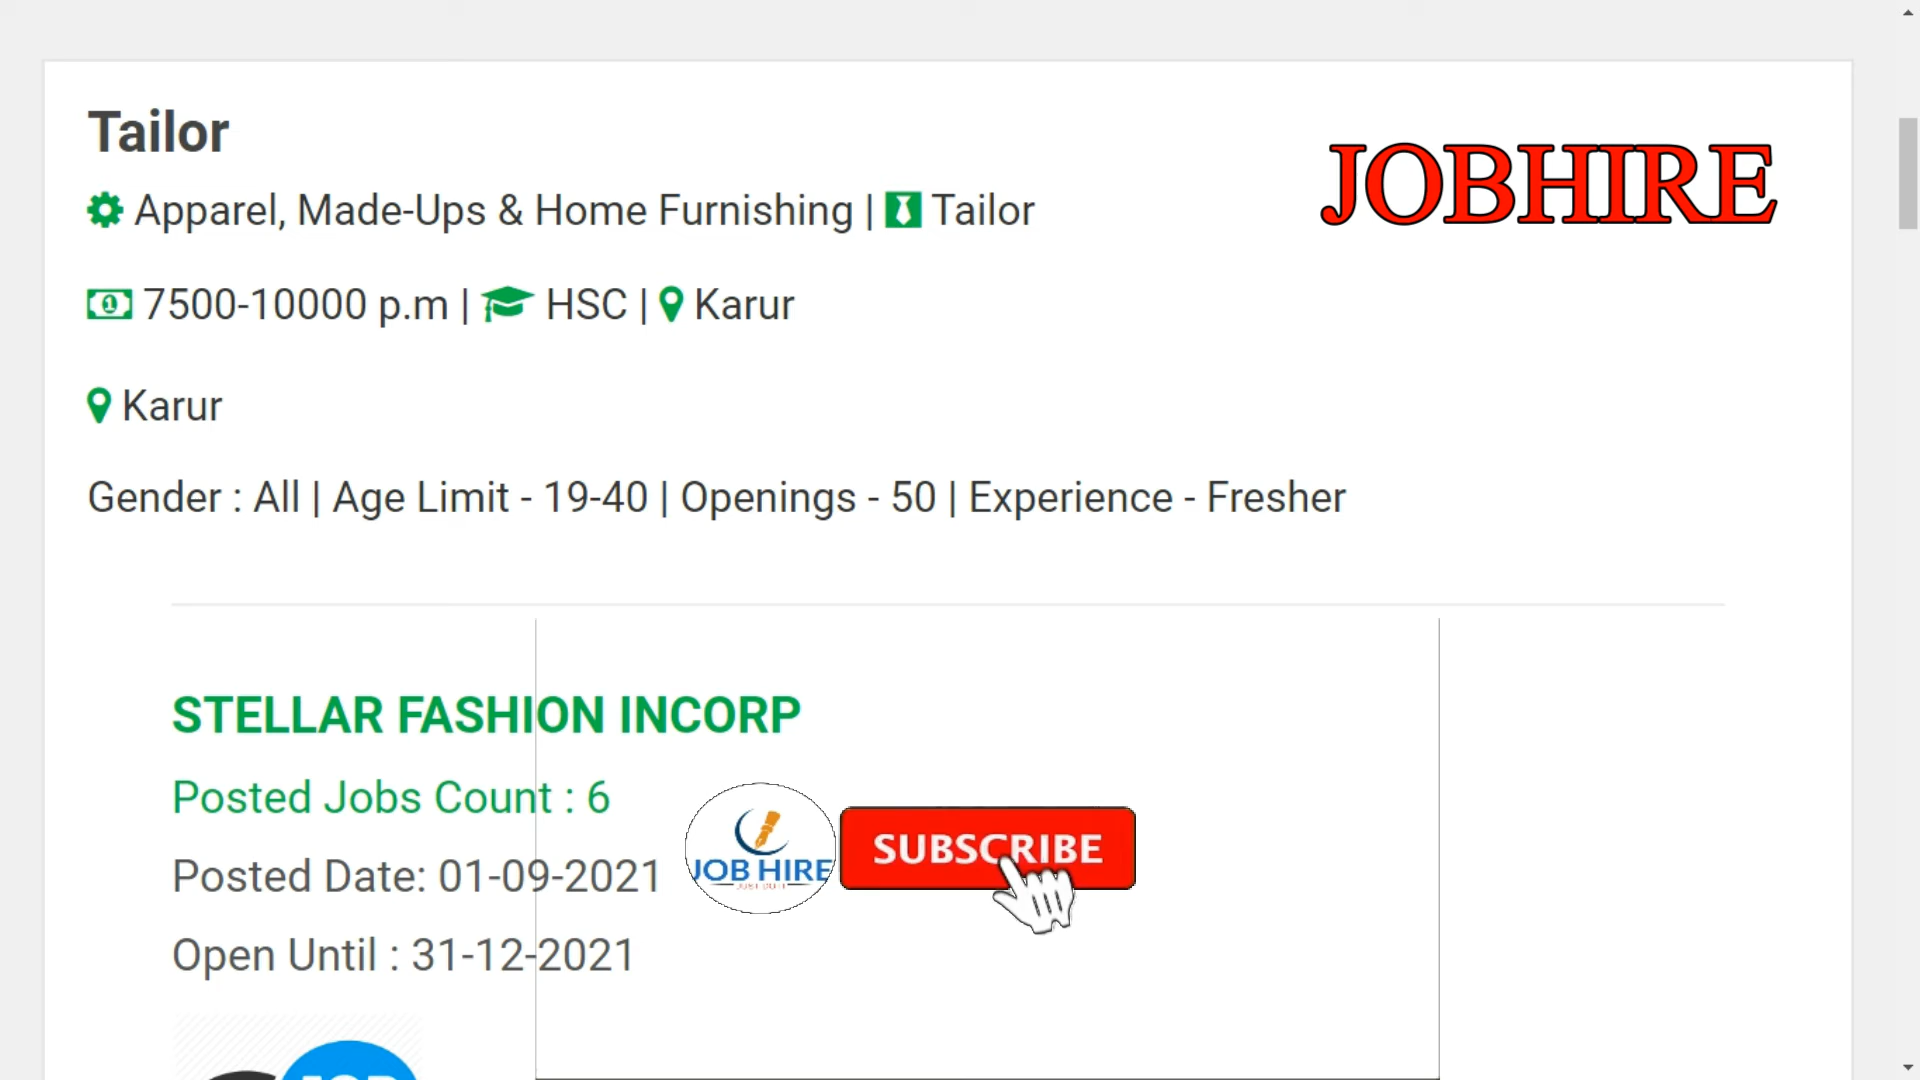 Tailor
JOBHIRE
Apparel, Made-Ups & Home Furnishing | Tailor
7500-10000 p.m | HSC | Karur
Karur
Gender : All | Age Limit - 19-40 | Openings - 50 | Experience - Fresher
STELLAR FASHION INCORP
Posted Jobs Count : 6
JOB HIRE
SUBSCRIBE
Posted Date: 01-09-2021
Open Until : 31-12-2021